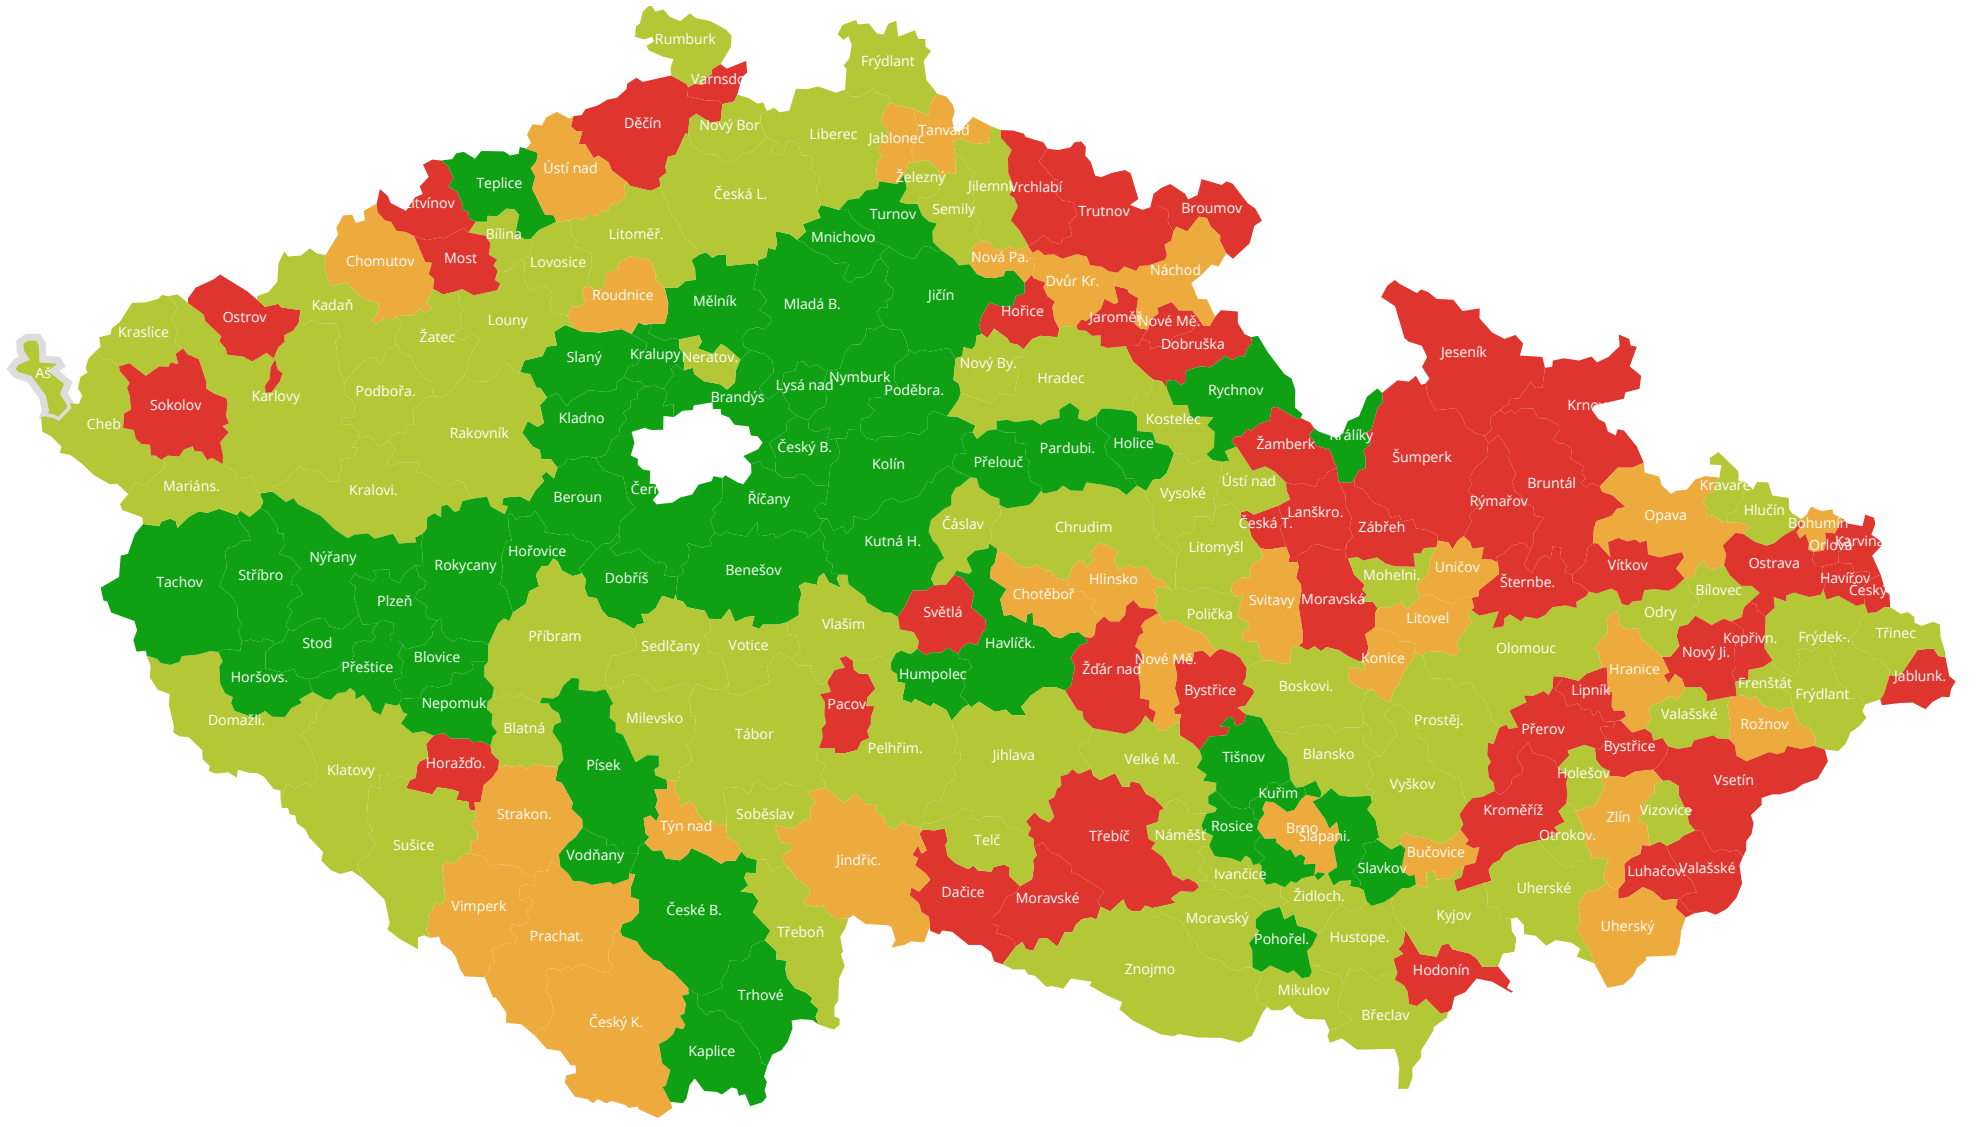 Rumburk
Frýdlant
Varnsdo
Děčín
Nový Bor
Liberec
Jablonec
Tanvald
Ústí nad
Teplice
Železný
Jilemni
Vrchlabí
Česká L.
Litvínov
Turnov
Semily
Trutnov
Broumov
Bílina
Litoměř.
Mnichovo
Most
Chomutov
Lovosice
Nová Pa.
Náchod
Roudnice
Mělník
Mladá B.
Jičín
Dvůr Kr.
Kadaň
Ostrov
Louny
Hořice
Jaroměř
Nové Mě.
Kraslice
Žatec
Dobruška
Slaný
Kralupy
Neratov.
Nový By.
Jeseník
Aš
Karlovy
Podbořa.
Lysá nad
Nymburk
Poděbra.
Hradec
Rychnov
Sokolov
Brandýs
Krnov
Cheb
Kladno
Kostelec
Rakovník
Český B.
Kolín
Přelouč
Pardubi.
Holice
Žamberk
Králíky
Šumperk
Mariáns.
Kralovi.
Beroun
Čern
Říčany
Vysoké
Ústí nad
Bruntál
Rýmařov
Kravaře
Hlučín
Čáslav
Chrudim
Česká T.
Lanškro.
Zábřeh
Opava
Bohumín
Orlová
Karviná
Nýřany
Hořovice
Kutná H.
Litomyšl
Tachov
Stříbro
Rokycany
Dobříš
Benešov
Hlinsko
Mohelni.
Uničov
Šternbe.
Vítkov
Ostrava
Havířov
Český
Plzeň
Chotěboř
Svitavy
Moravská
Bílovec
Světlá
Polička
Litovel
Odry
Příbram
Vlašim
Stod
Sedlčany
Votice
Havlíčk.
Kopřivn.
Frýdek-.
Třinec
Přeštice
Blovice
Horšovs.
Humpolec
Žďár nad
Nové Mě.
Bystřice
Konice
Olomouc
Hranice
Nový Ji.
Jablunk.
Nepomuk
Boskovi.
Lipník
Frenštát
Frýdlant
Domažli.
Blatná
Milevsko
Pacov
Prostěj.
Valašské
Rožnov
Tábor
Pelhřim.
Jihlava
Přerov
Klatovy
Horažďo.
Písek
Velké M.
Tišnov
Blansko
Bystřice
Holešov
Vsetín
Vyškov
Kuřim
Strakon.
Týn nad
Soběslav
Kroměříž
Zlín
Vizovice
Sušice
Vodňany
Telč
Třebíč
Náměšť
Rosice
Brno
Šlapani.
Otrokov.
Jindřic.
Bučovice
Slavkov
Ivančice
Luhačov.
Valašské
Vimperk
České B.
Dačice
Moravské
Židloch.
Uherské
Prachat.
Třeboň
Moravský
Kyjov
Uherský
Pohořel.
Hustope.
Znojmo
Hodonín
Trhové
Mikulov
Český K.
Břeclav
Kaplice